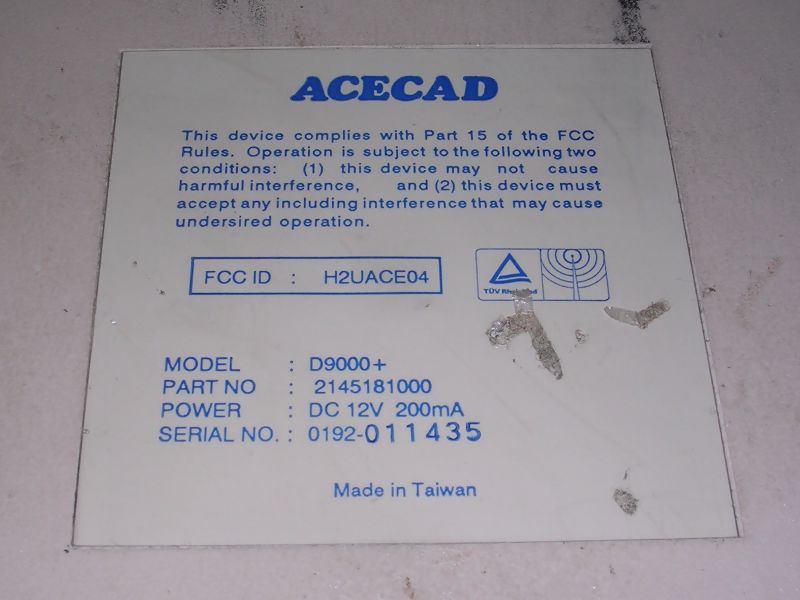 ACECAD
This device complies with Part 15 of the FCC
Rules. Operation is subject to the following two
conditions: (1) this device may not cause
harmful interference, and (2) this device must
accept any including interference that may cause
undersired operation.
FCC ID : H2UACE04
TÜV Rheinland
MODEL : D9000+
PART NO : 2145181000
POWER : DC 12V 200mA
SERIAL NO. : 0192-011435
Made in Taiwan